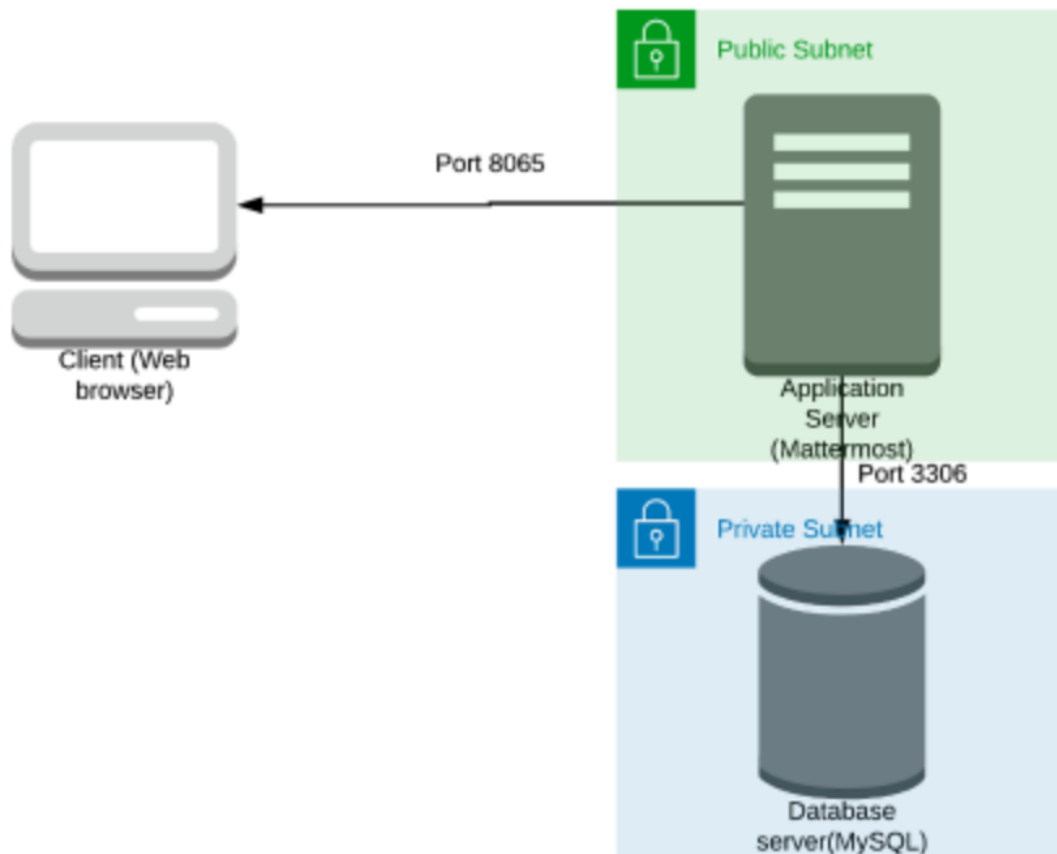 Public Subnet
Port 8065
Client (Web
browser)
Application
Server
(Mattermost)
Port 3306
Private Subnet
Database
server(MySQL)